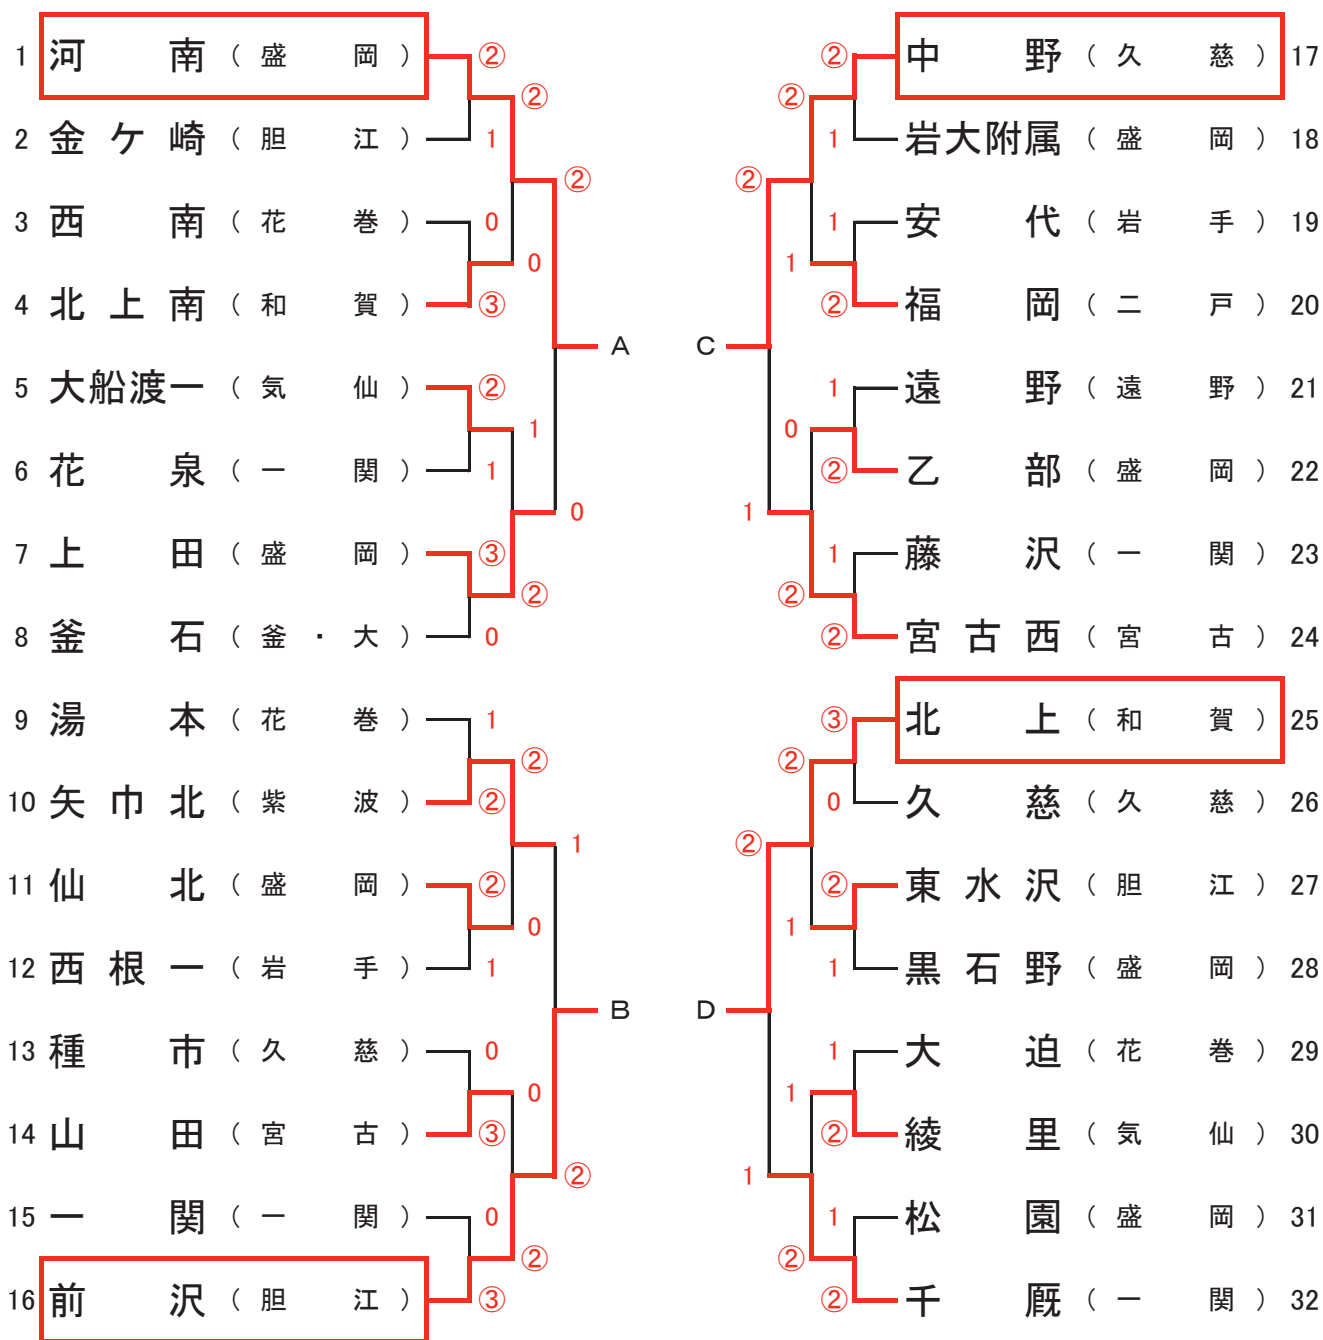 1 河南（盛岡） ②
②
2 金ケ崎（胆江） 1
②
3 西南（花巻） 0
0
4 北上南（和賀） ③
A
5 大船渡一（気仙） ②
1
6 花泉（一関） 1
0
7 上田（盛岡） ③
②
8 釜石（釜・大） 0
9 湯本（花巻） 1
②
10 矢巾北（紫波） ②
1
11 仙北（盛岡） ②
0
12 西根一（岩手） 1
B
13 種市（久慈） 0
0
14 山田（宮古） ③
②
15 一関（一関） 0
②
16 前沢（胆江） ③
② 中野（久慈） 17
②
1 岩大附属（盛岡） 18
②
1 安代（岩手） 19
1
② 福岡（二戸） 20
C
1 遠野（遠野） 21
0
② 乙部（盛岡） 22
1
1 藤沢（一関） 23
②
② 宮古西（宮古） 24
③ 北上（和賀） 25
②
0 久慈（久慈） 26
②
② 東水沢（胆江） 27
1
1 黒石野（盛岡） 28
D
1 大迫（花巻） 29
1
② 綾里（気仙） 30
1
1 松園（盛岡） 31
②
② 千厩（一関） 32